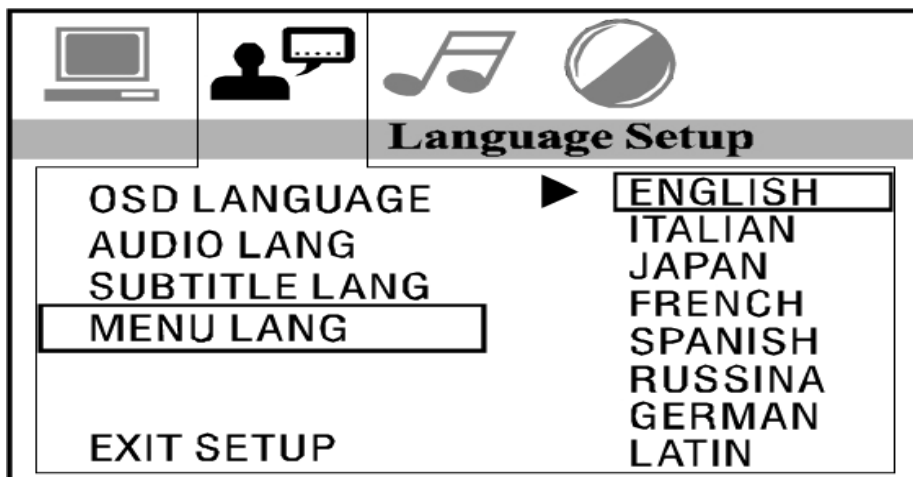 Language Setup
OSD LANGUAGE
AUDIO LANG
SUBTITLE LANG
MENU LANG
EXIT SETUP
ENGLISH
ITALIAN
JAPAN
FRENCH
SPANISH
RUSSINA
GERMAN
LATIN